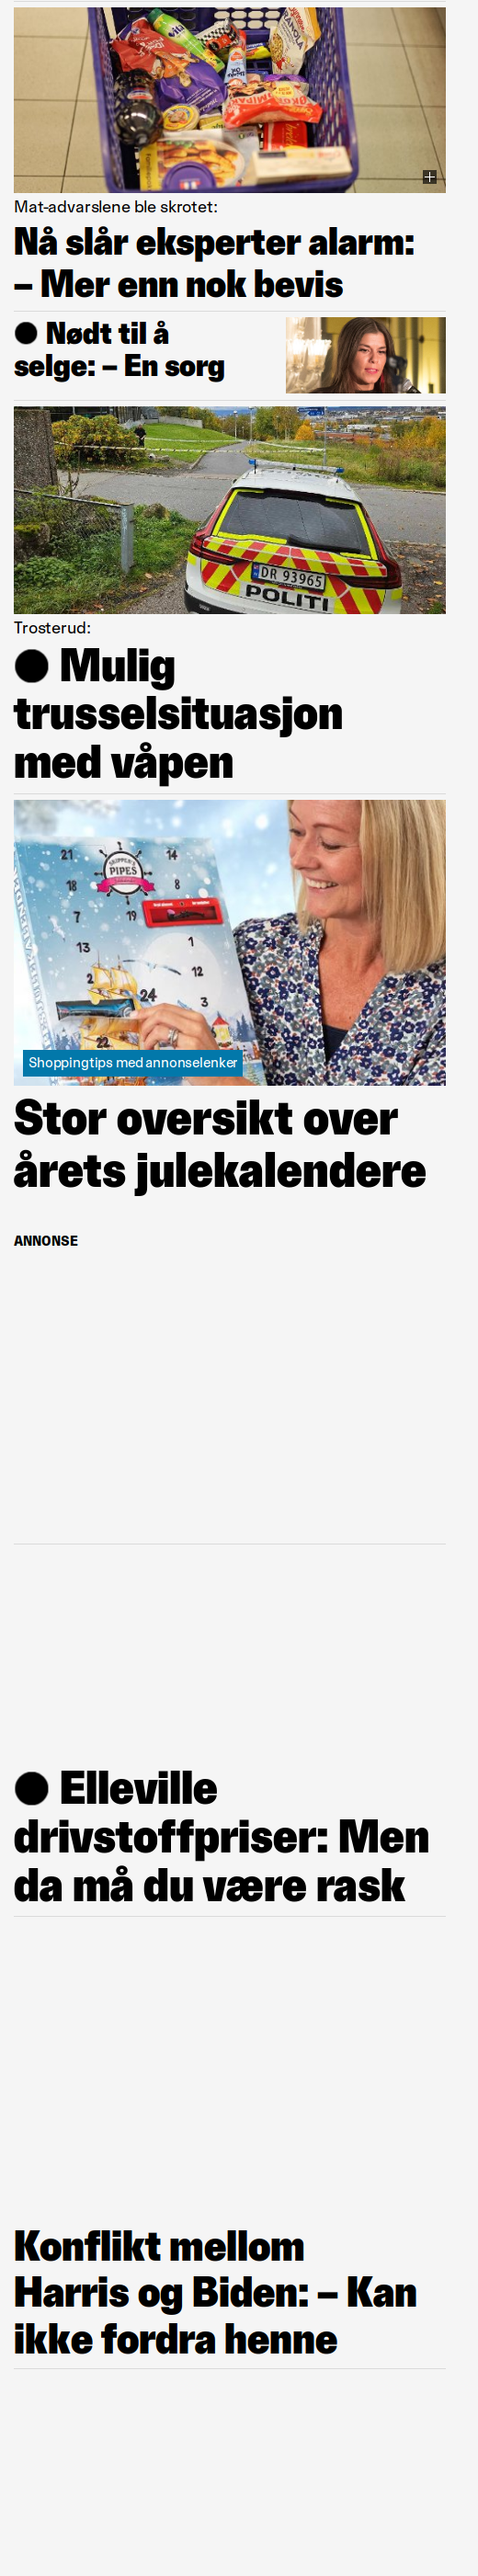 Mat-advarslene ble skrotet:
Nå slår eksperter alarm:
– Mer enn nok bevis
Nødt til å
selge: – En sorg
DR 93965
POLITI
Trosterud:
Mulig
trusselsituasjon
med våpen
21
14
SKIPPER'S
PIPES
18
8
7
19
13
1
2
12
24
3
22
Shoppingtips med annonselenker
Stor oversikt over
årets julekalendere
ANNONSE
Elleville
drivstoffpriser: Men
da må du være rask
Konflikt mellom
Harris og Biden: – Kan
ikke fordra henne